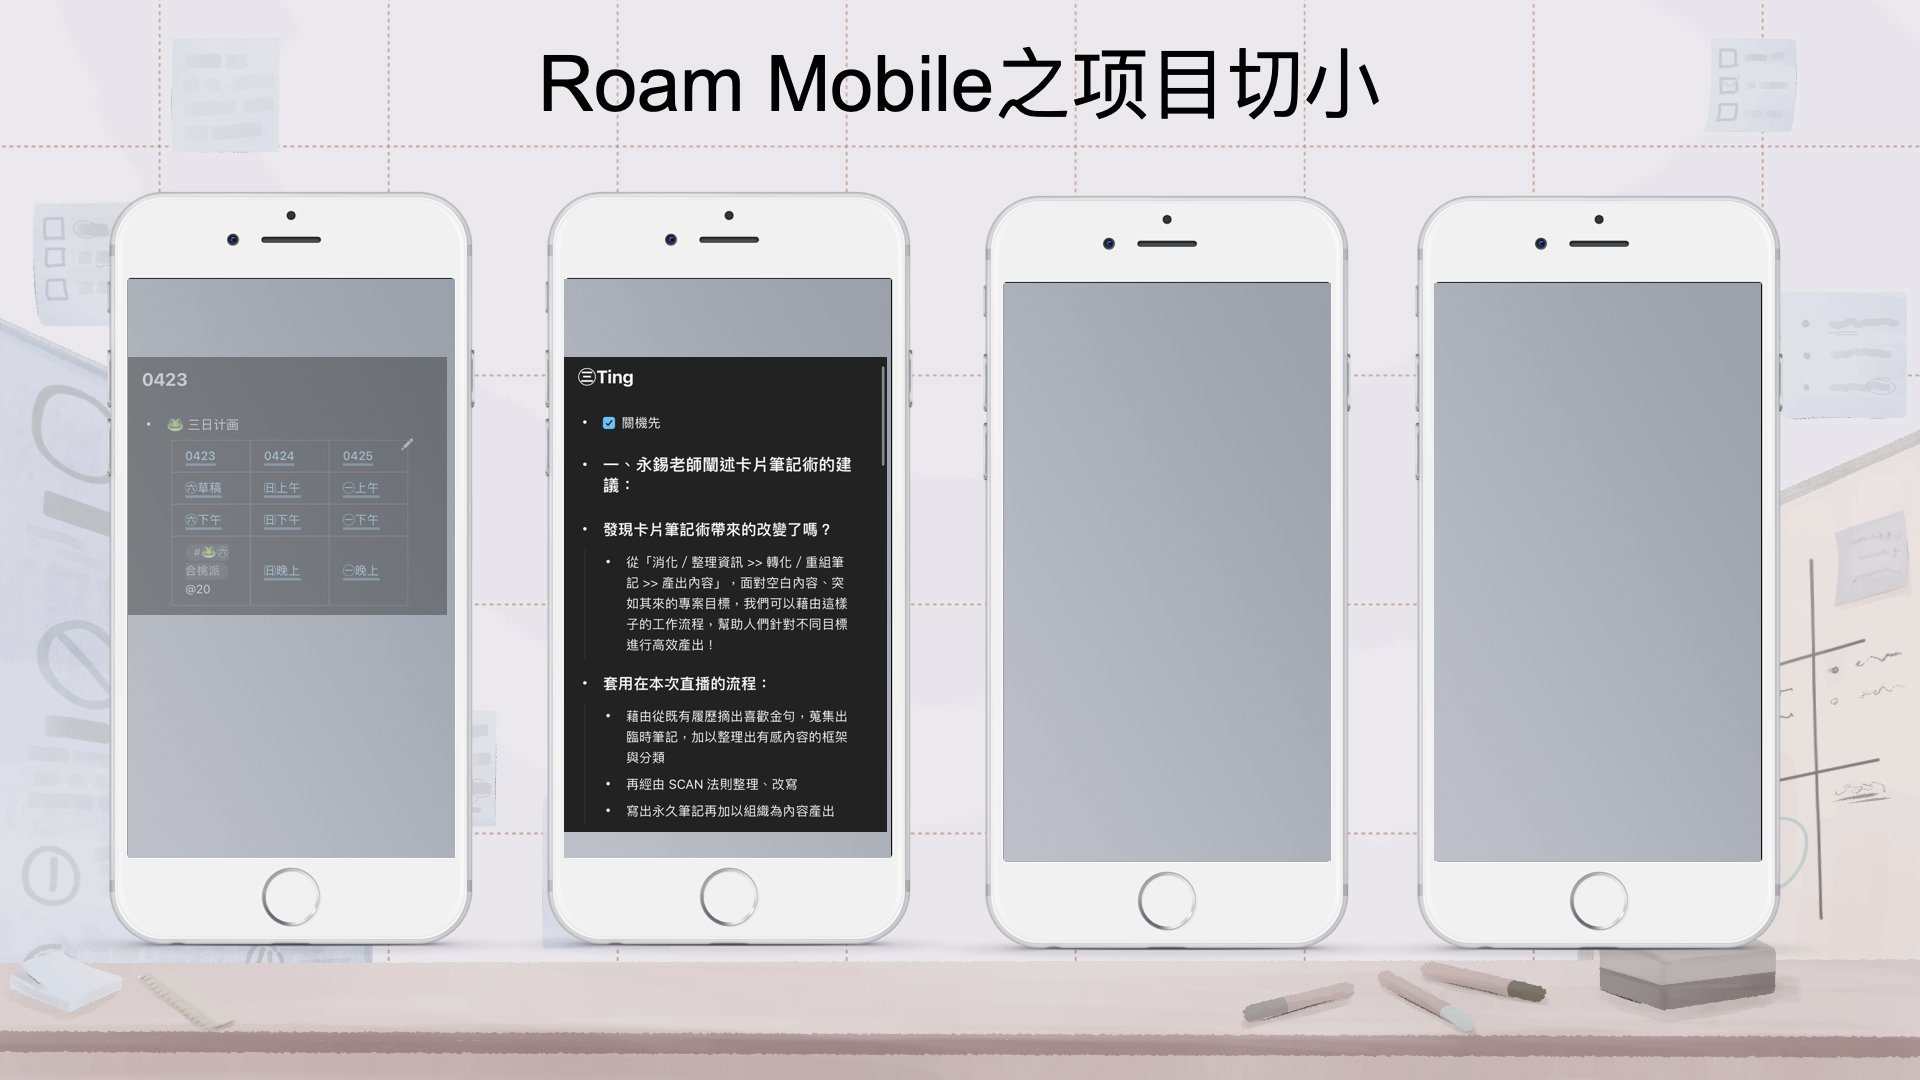 Roam Mobile之项目切小
0423
• 🐸 三日计画
0423 0424 0425
㊅草稿 🈷上午 ㊀上午
㊅下午 🈷下午 ㊀下午
#🐸㊅
合桃派
@20
🈷晚上 ㊀晚上
㊂Ting
• ☑ 關機先
• 一、永錫老師闡述卡片筆記術的建
議：
• 發現卡片筆記術帶來的改變了嗎？
• 從「消化 / 整理資訊 >> 轉化 / 重組筆
記 >> 產出內容」，面對空白內容、突
如其來的專案目標，我們可以藉由這樣
子的工作流程，幫助人們針對不同目標
進行高效產出！
• 套用在本次直播的流程：
• 藉由從既有履歷摘出喜歡金句，蒐集出
臨時筆記，加以整理出有感內容的框架
與分類
• 再經由 SCAN 法則整理、改寫
• 寫出永久筆記再加以組織為內容產出